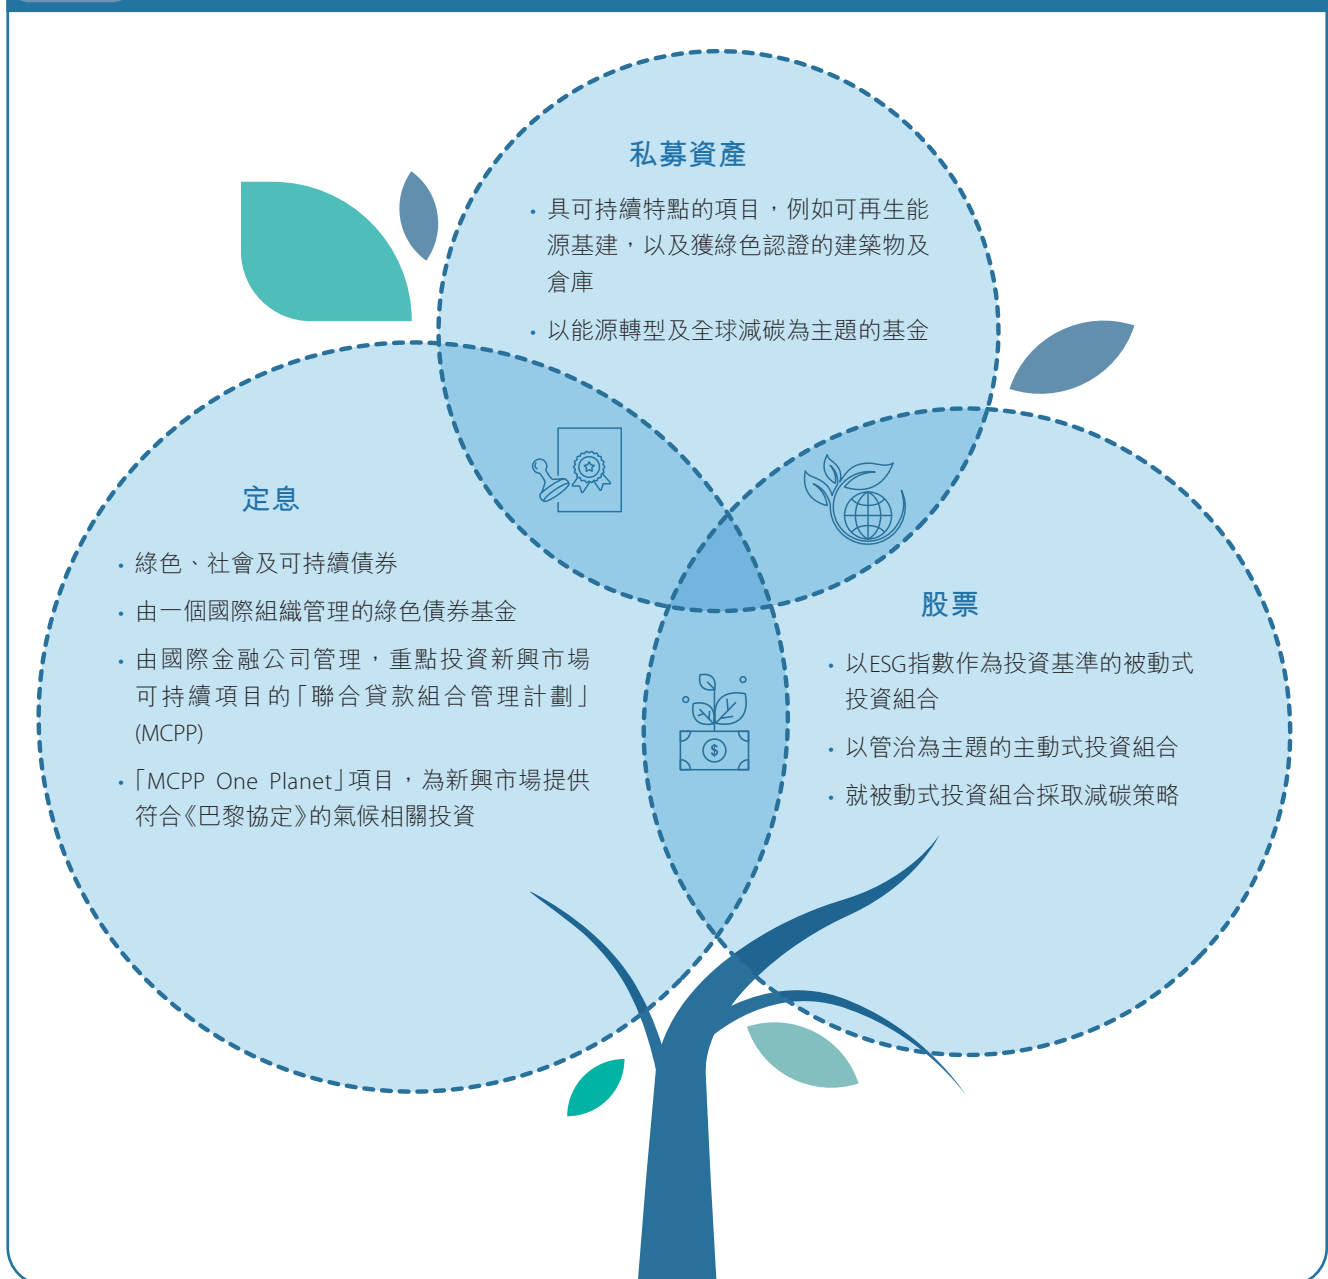 私募資產
• 具可持續特點的項目，例如可再生能
源基建，以及獲綠色認證的建築物及
倉庫
• 以能源轉型及全球減碳為主題的基金
定息
• 綠色、社會及可持續債券
• 由一個國際組織管理的綠色債券基金
• 由國際金融公司管理，重點投資新興市場
可持續項目的「聯合貸款組合管理計劃」
(MCPP)
• 「MCPP One Planet」項目，為新興市場提供
符合《巴黎協定》的氣候相關投資
股票
• 以ESG指數作為投資基準的被動式
投資組合
• 以管治為主題的主動式投資組合
• 就被動式投資組合採取減碳策略
$